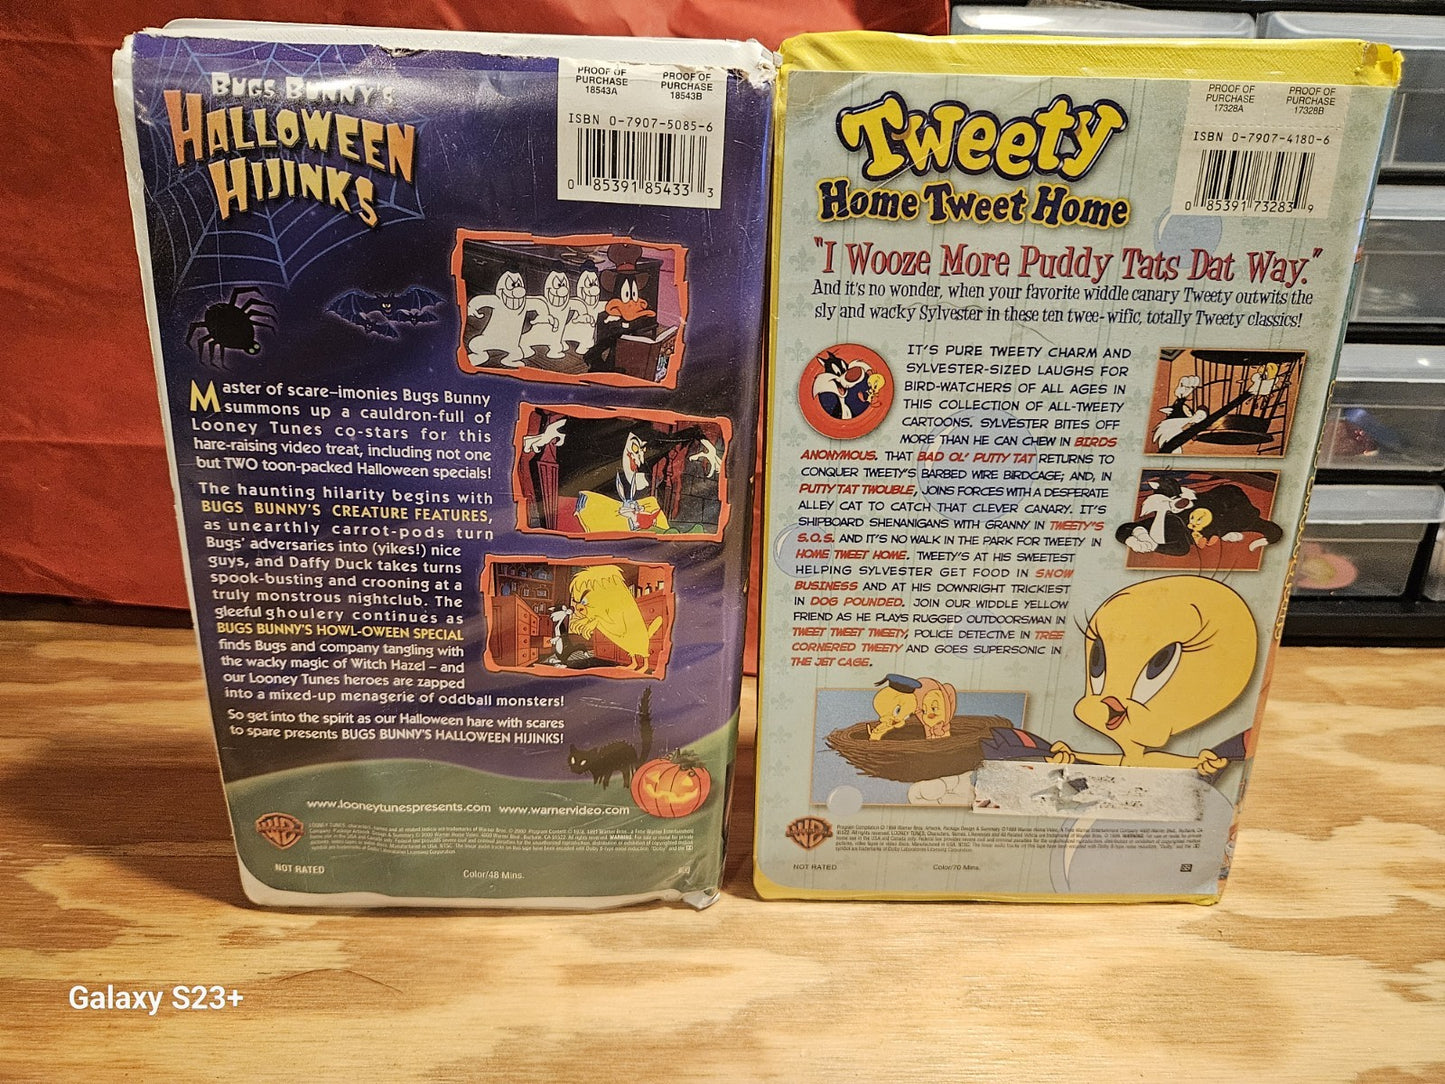 BUGS BUNNY'S
HALLOWEEN
HIJINKS
PROOF OF
PURCHASE
18543A
PROOF OF
PURCHASE
18543B
ISBN 0-7907-5085-6
0 85391 85433 3
Master of scare-imonies Bugs Bunny
summons up a cauldron-full of
Looney Tunes co-stars for this
hare-raising video treat, including not one
but TWO toon-packed Halloween specials!
The haunting hilarity begins with
BUGS BUNNY'S CREATURE FEATURES,
as unearthly carrot-pods turn
Bugs' adversaries into (yikes!) nice
guys, and Daffy Duck takes turns
spook-busting and crooning at a
truly monstrous nightclub. The
gleeful ghoulery continues as
BUGS BUNNY'S HOWL-OWEEN SPECIAL
finds Bugs and company tangling with
the wacky magic of Witch Hazel – and
our Looney Tunes heroes are zapped
into a mixed-up menagerie of oddball monsters!
So get into the spirit as our Halloween hare with scares
to spare presents BUGS BUNNY'S HALLOWEEN HIJINKS!
www.looneytunespresents.com www.warnervideo.com
WB
NOT RATED
Color/48 Mins.
Tweety
Home Tweet Home
PROOF OF
PURCHASE
17328A
PROOF OF
PURCHASE
17328B
ISBN 0-7907-4180-6
0 85391 73283 9
"I Wooze More Puddy Tats Dat Way."
And it's no wonder, when your favorite widdle canary Tweety outwits the
sly and wacky Sylvester in these ten twee-wific, totally Tweety classics!
IT'S PURE TWEETY CHARM AND
SYLVESTER-SIZED LAUGHS FOR
BIRD-WATCHERS OF ALL AGES IN
THIS COLLECTION OF ALL-TWEETY
CARTOONS. SYLVESTER BITES OFF
MORE THAN HE CAN CHEW IN BIRDS
ANONYMOUS. THAT BAD OL' PUTTY TAT RETURNS TO
CONQUER TWEETY'S BARBED WIRE BIRDCAGE; AND, IN
PUTTY TAT TWOUBLE, JOINS FORCES WITH A DESPERATE
ALLEY CAT TO CATCH THAT CLEVER CANARY. IT'S
SHIPBOARD SHENANIGANS WITH GRANNY IN TWEETY'S
S.O.S. AND IT'S NO WALK IN THE PARK FOR TWEETY IN
HOME TWEET HOME. TWEETY'S AT HIS SWEETEST
HELPING SYLVESTER GET FOOD IN SNOW
BUSINESS AND AT HIS DOWNRIGHT TRICKIEST
IN DOG POUNDED. JOIN OUR WIDDLE YELLOW
FRIEND AS HE PLAYS RUGGED OUTDOORSMAN IN
TWEET TWEET TWEETY, POLICE DETECTIVE IN TREE
CORNERED TWEETY AND GOES SUPERSONIC IN
THE JET CAGE.
WB
NOT RATED
Color/70 Mins.
Galaxy S23+